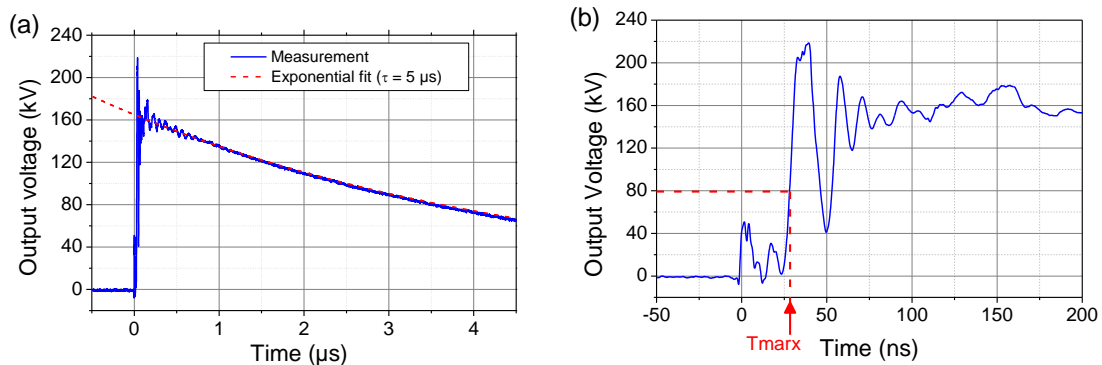 (a)
240
200
160
120
80
40
0
Output voltage (kV)
Measurement
Exponential fit (τ = 5 µs)
0 1 2 3 4
Time (µs)
(b)
240
200
160
120
80
40
0
Output Voltage (kV)
-50 0 50 100 150 200
Tmarx
Time (ns)